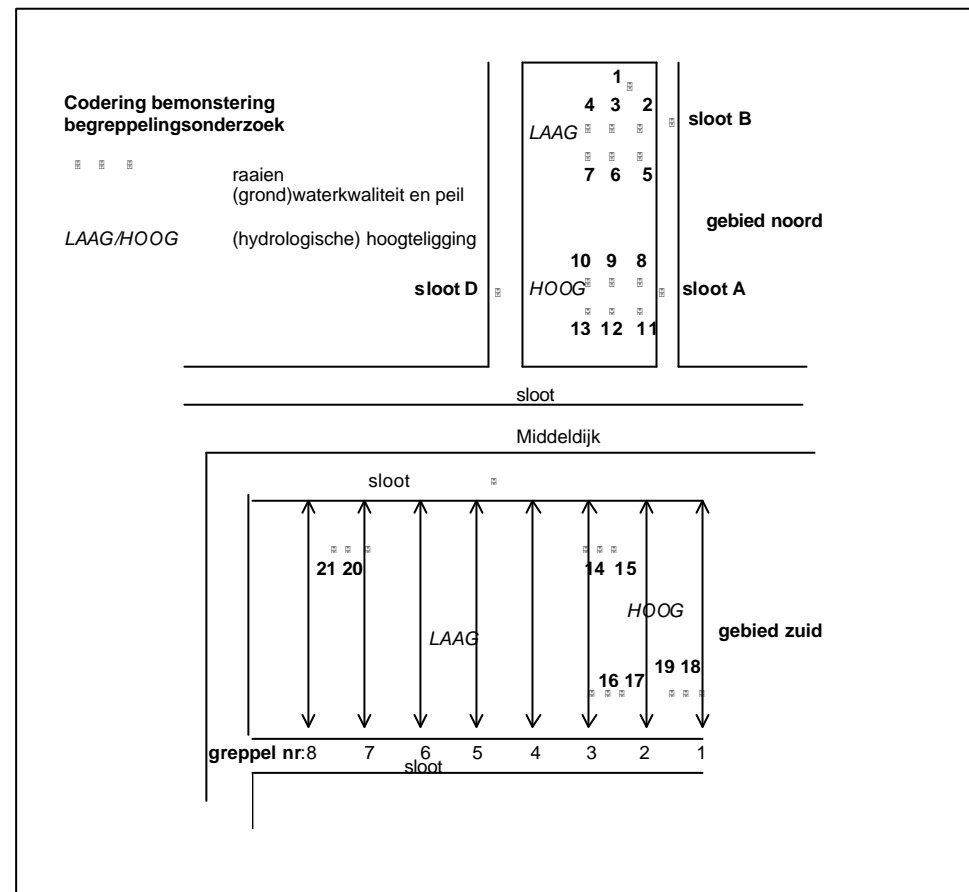 Codering bemonstering
begreppelingsonderzoek
raaien
(grond)waterkwaliteit en peil
LAAG/HOOG (hydrologische) hoogteligging
1
4 3 2
LAAG
sloot B
7 6 5
gebied noord
10 9 8
sloot D
HOOG
sloot A
13 12 11
sloot
Middeldijk
sloot
21 20
14 15
HOOG
LAAG
gebied zuid
19 18
16 17
greppel nr:8 7 6 5 4 3 2 1
sloot